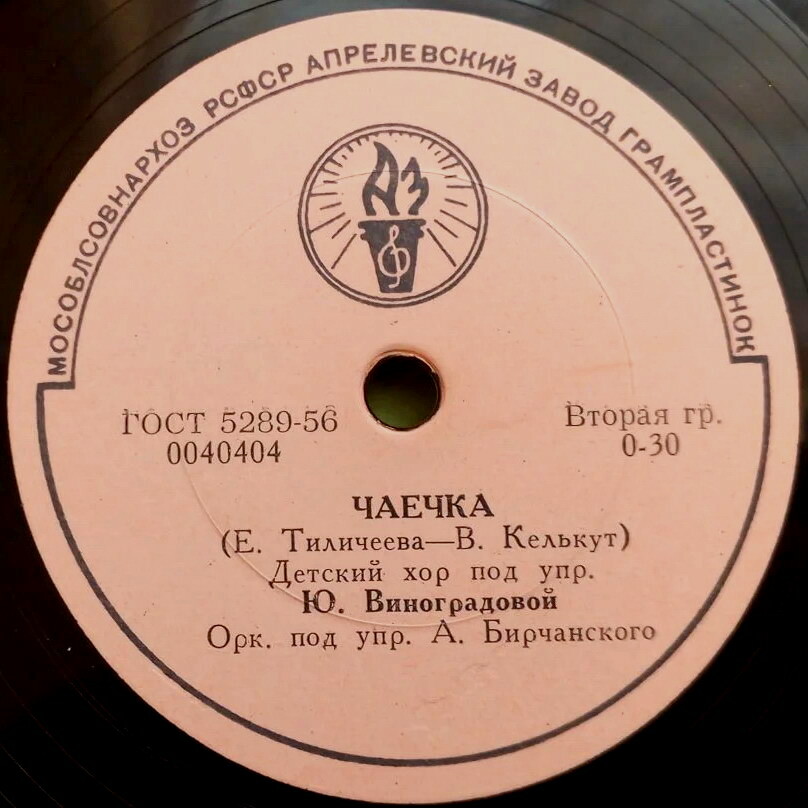 МОСОБЛСОВНАРХОЗ РСФСР АПРЕЛЕВСКИЙ ЗАВОД ГРАМПЛАСТИНОК
АЗ
ГОСТ 5289-56
0040404
Вторая гр.
0-30
ЧАЕЧКА
(Е. Тиличеева—В. Келькут)
Детский хор под упр.
Ю. Виноградовой
Орк. под упр. А. Бирчанского